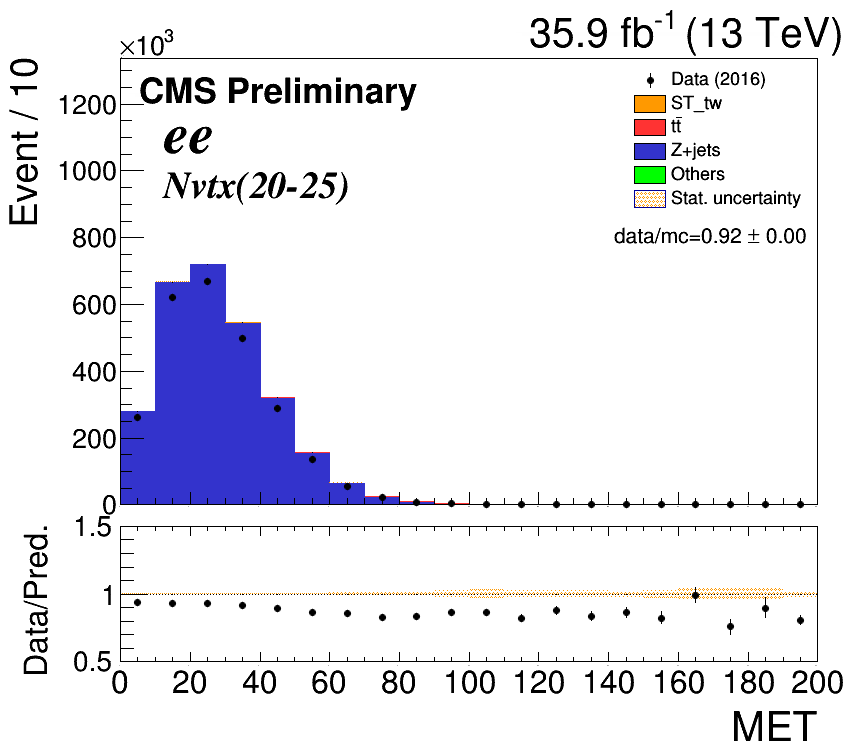 ×10³
35.9 fb⁻¹ (13 TeV)
Event / 10
1200
1000
800
600
400
200
0
CMS Preliminary
ee
Nvtx(20-25)
Data (2016)
ST_tw
tt̄
Z+jets
Others
Stat. uncertainty
data/mc=0.92 ± 0.00
Data/Pred.
1.5
1
0.5
0 20 40 60 80 100 120 140 160 180 200
MET